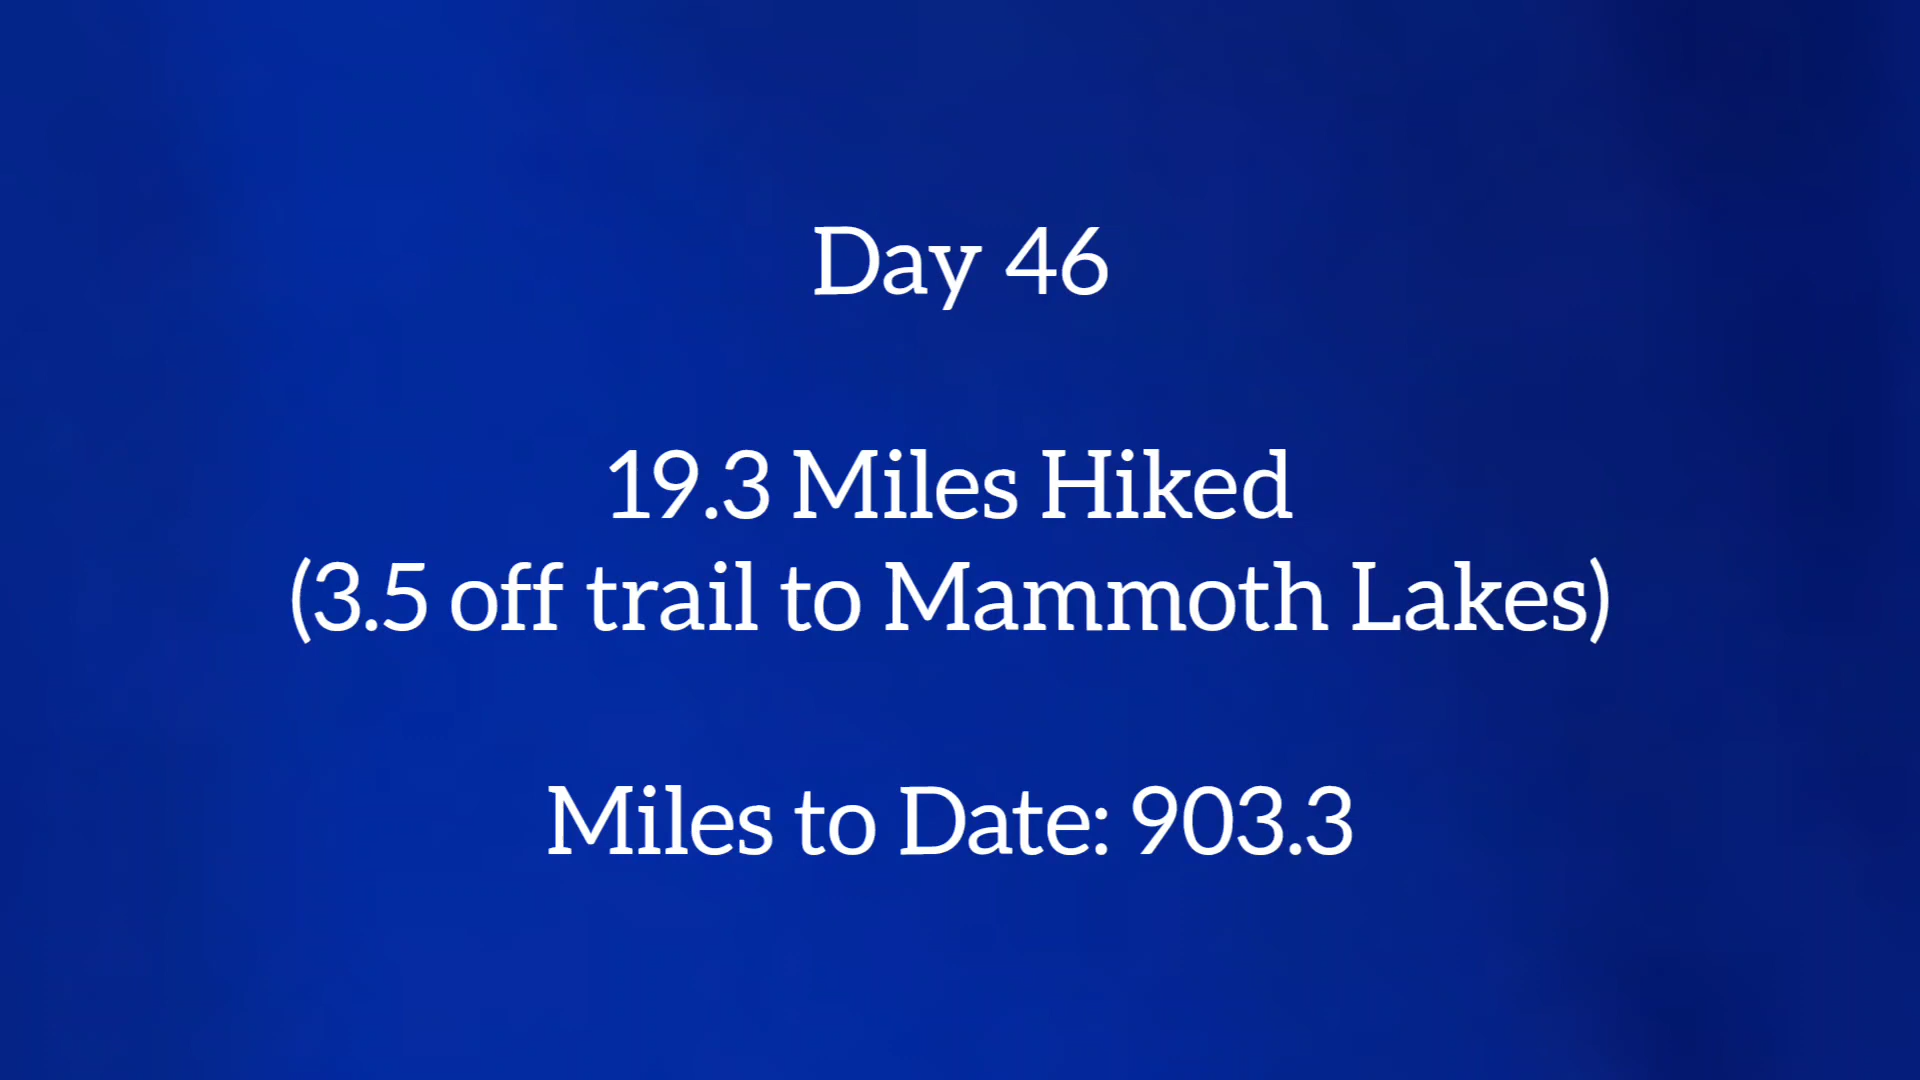 Day 46
19.3 Miles Hiked
(3.5 off trail to Mammoth Lakes)
Miles to Date: 903.3